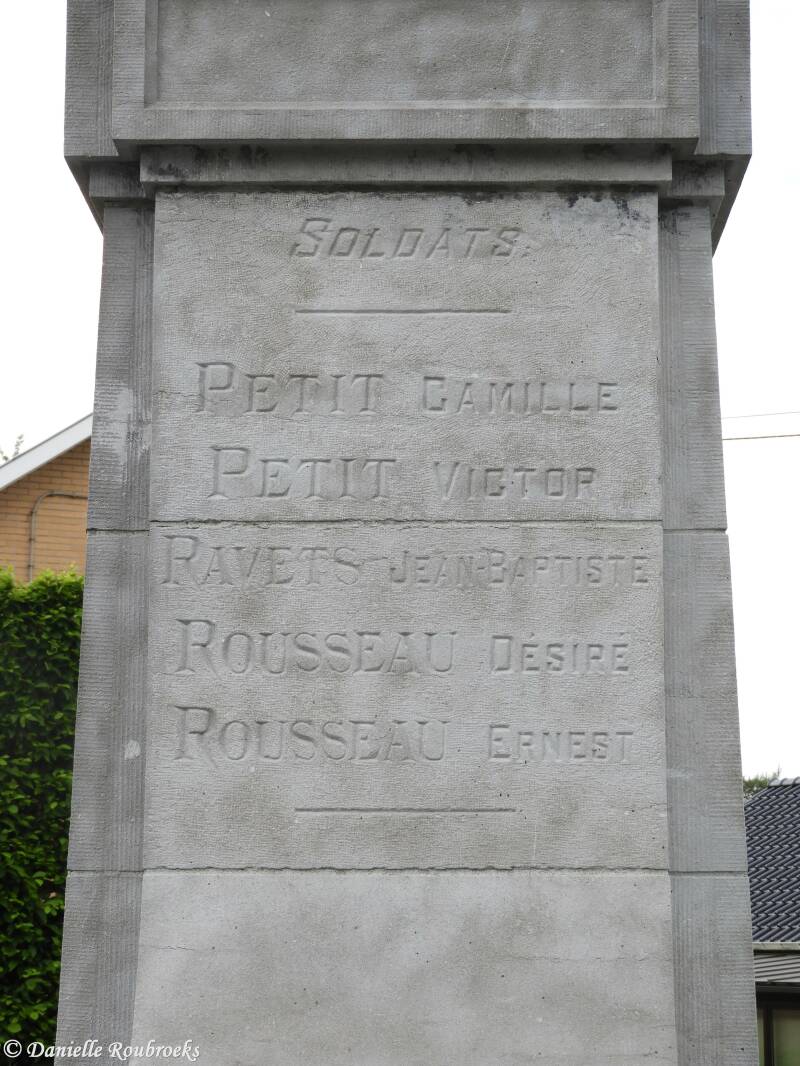 SOLDATS.
PETIT CAMILLE
PETIT VICTOR
RAVETS JEAN-BAPTISTE
ROUSSEAU DÉSIRÉ
ROUSSEAU ERNEST
© Danielle Roubroeks